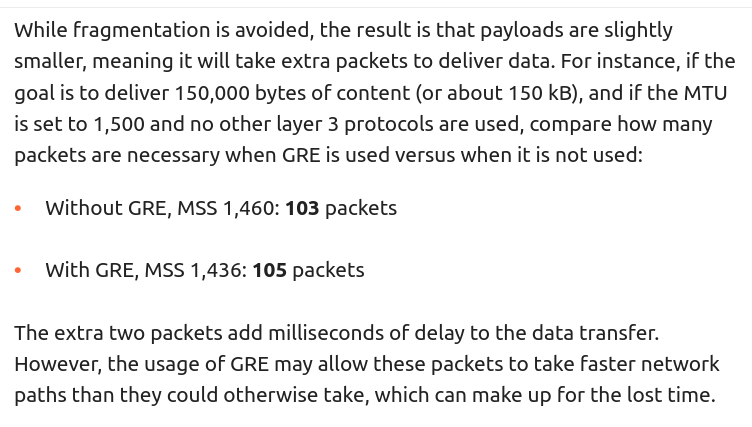 While fragmentation is avoided, the result is that payloads are slightly
smaller, meaning it will take extra packets to deliver data. For instance, if the
goal is to deliver 150,000 bytes of content (or about 150 kB), and if the MTU
is set to 1,500 and no other layer 3 protocols are used, compare how many
packets are necessary when GRE is used versus when it is not used:
• Without GRE, MSS 1,460: 103 packets
• With GRE, MSS 1,436: 105 packets
The extra two packets add milliseconds of delay to the data transfer.
However, the usage of GRE may allow these packets to take faster network
paths than they could otherwise take, which can make up for the lost time.